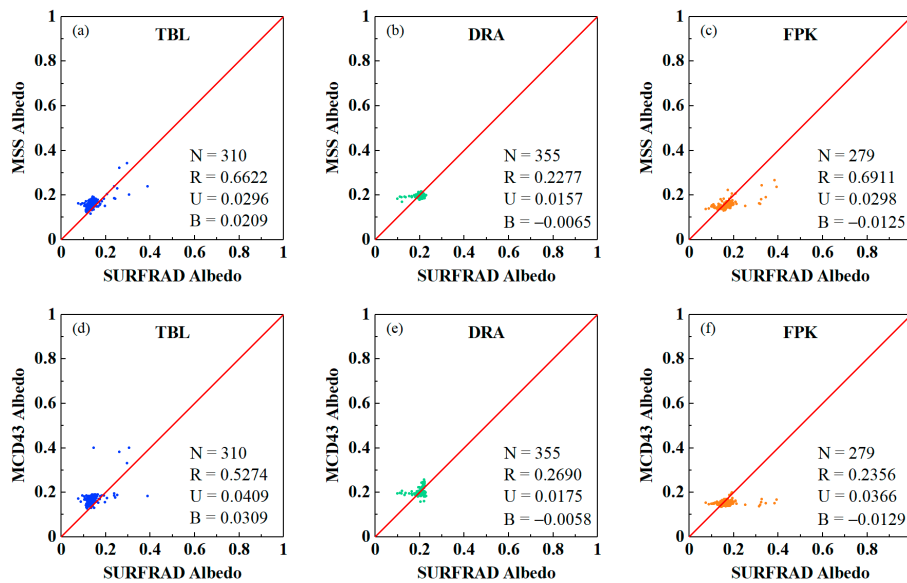 (a) TBL
MSS Albedo
1
0.8
0.6
0.4
0.2
0
N = 310
R = 0.6622
U = 0.0296
B = 0.0209
0 0.2 0.4 0.6 0.8 1
SURFRAD Albedo
(b) DRA
MSS Albedo
1
0.8
0.6
0.4
0.2
0
N = 355
R = 0.2277
U = 0.0157
B = −0.0065
0 0.2 0.4 0.6 0.8 1
SURFRAD Albedo
(c) FPK
MSS Albedo
1
0.8
0.6
0.4
0.2
0
N = 279
R = 0.6911
U = 0.0298
B = −0.0125
0 0.2 0.4 0.6 0.8
SURFRAD Albedo
(d) TBL
MCD43 Albedo
1
0.8
0.6
0.4
0.2
0
N = 310
R = 0.5274
U = 0.0409
B = 0.0309
0 0.2 0.4 0.6 0.8 1
SURFRAD Albedo
(e) DRA
MCD43 Albedo
1
0.8
0.6
0.4
0.2
0
N = 355
R = 0.2690
U = 0.0175
B = −0.0058
0 0.2 0.4 0.6 0.8 1
SURFRAD Albedo
(f) FPK
MCD43 Albedo
1
0.8
0.6
0.4
0.2
0
N = 279
R = 0.2356
U = 0.0366
B = −0.0129
0 0.2 0.4 0.6 0.8
SURFRAD Albedo